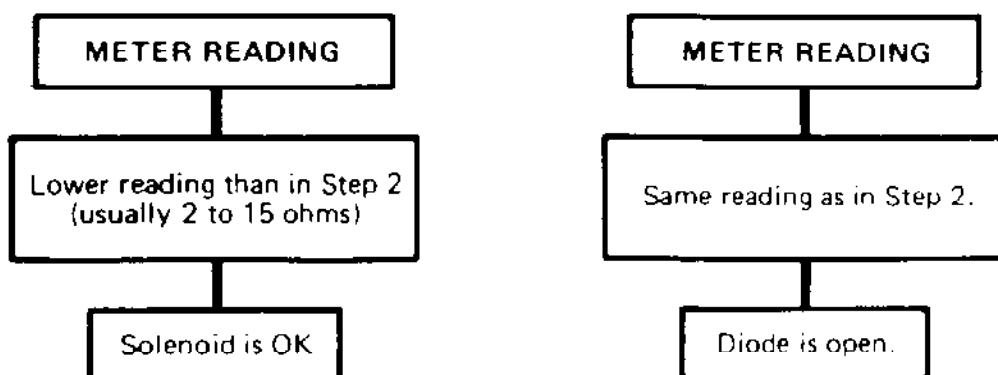 METER READING
Lower reading than in Step 2
(usually 2 to 15 ohms)
Solenoid is OK
METER READING
Same reading as in Step 2.
Diode is open.